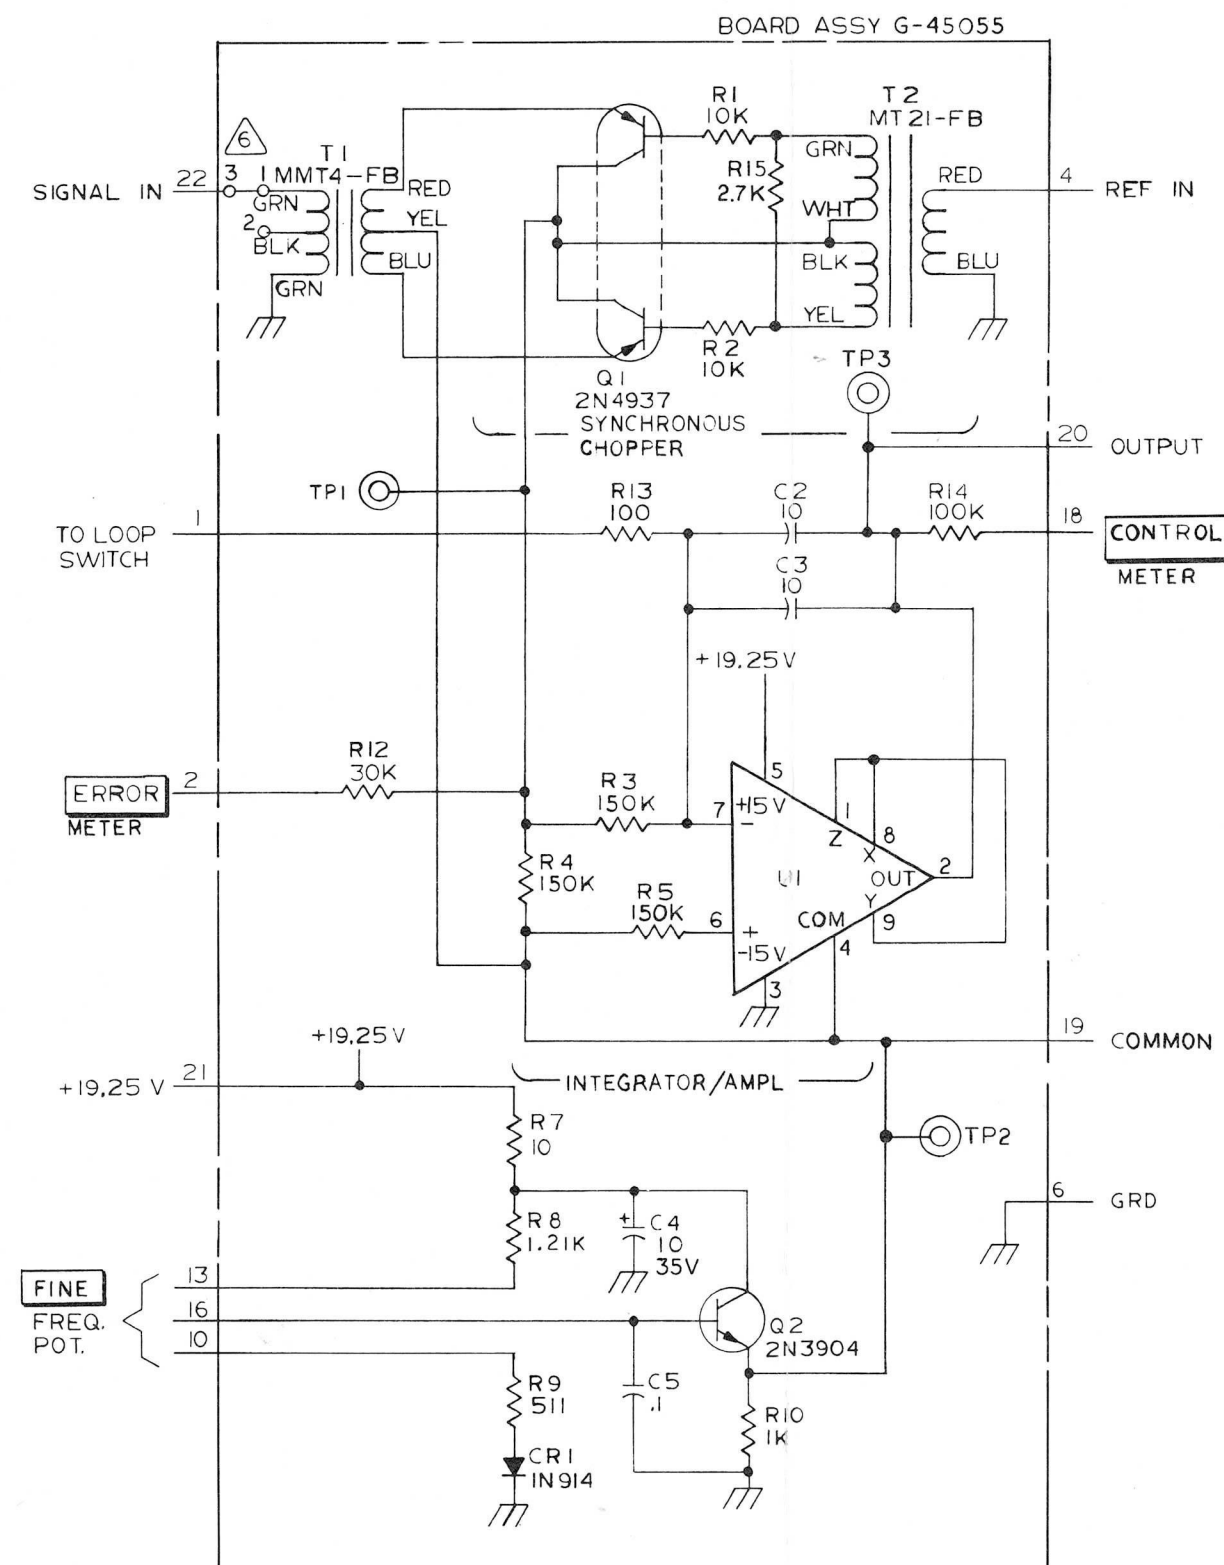 BOARD ASSY G-45055
R1
10K
T2
MT21-FB
6
T1
MMT4-FB
GRN
R15
2.7K
RED
4
REF IN
SIGNAL IN
22
3
1
GRN
RED
YEL
WHT
2
BLK
BLU
BLK
BLU
GRN
YEL
R2
10K
TP3
Q1
2N4937
SYNCHRONOUS
CHOPPER
20
OUTPUT
TP1
R13
100
C2
10
R14
100K
TO LOOP
SWITCH
1
18
CONTROL
METER
C3
10
+19.25V
R12
30K
ERROR
METER
2
R3
150K
5
+15V
7
-
1
Z
8
X
R4
150K
U1
OUT
2
R5
150K
6
+
-15V
COM
Y
9
4
3
19
COMMON
+19.25V
+19.25 V
21
INTEGRATOR/AMPL
R7
10
TP2
6
GRD
R8
1.21K
+
C4
10
35V
FINE
FREQ.
POT.
13
16
10
Q2
2N3904
R9
511
C5
.1
R10
1K
CR1
1N914